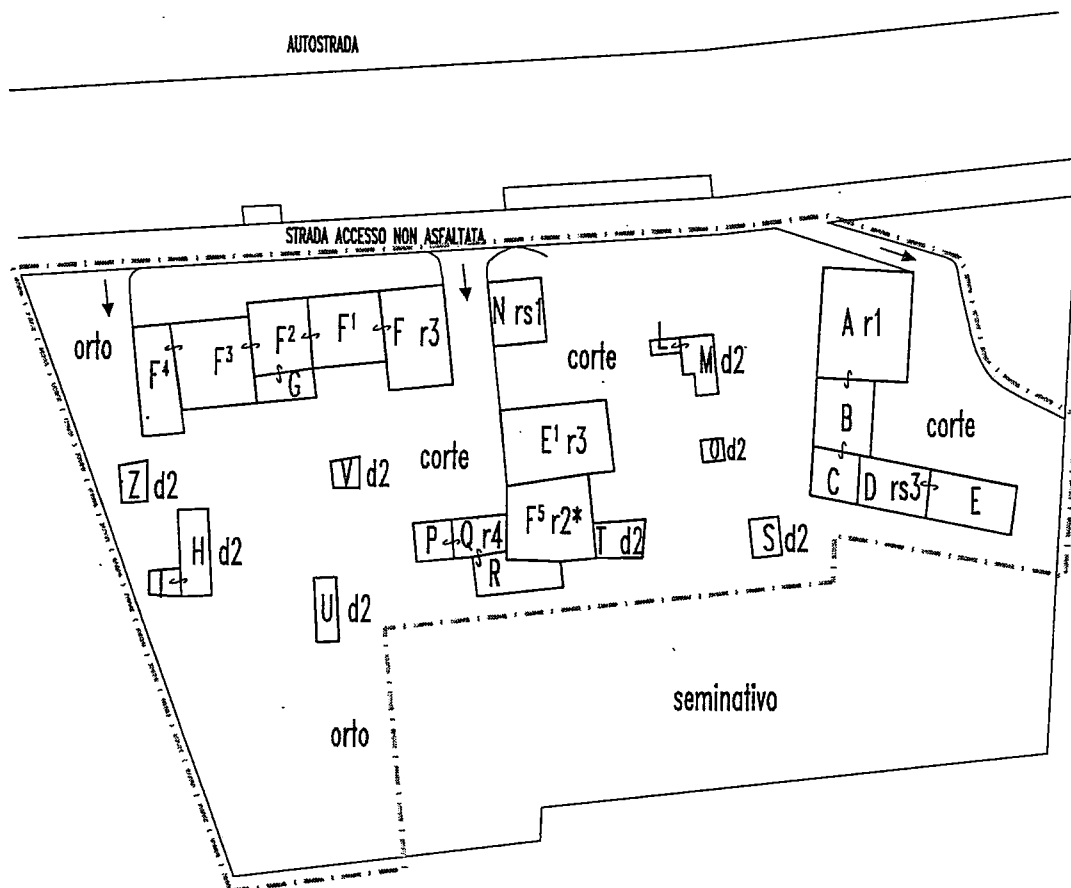 AUTOSTRADA
STRADA ACCESSO NON ASFALTATA
orto
F⁴
F³
F²
G
F¹
F r3
N rs1
corte
L
M d2
A r1
B
corte
C
D rs3
E
E¹ r3
O d2
corte
Z d2
V d2
H d2
I
P
Q r4
R
F⁵ r2*
T d2
S d2
U d2
orto
seminativo